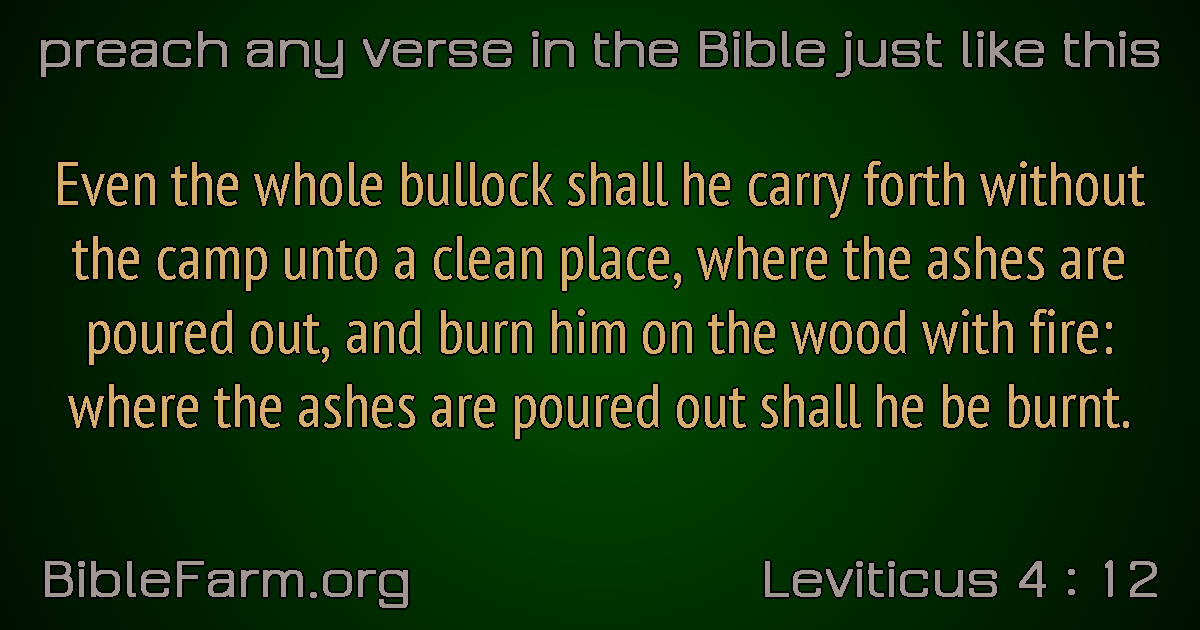 preach any verse in the Bible just like this
Even the whole bullock shall he carry forth without
the camp unto a clean place, where the ashes are
poured out, and burn him on the wood with fire:
where the ashes are poured out shall he be burnt.
BibleFarm.org
Leviticus 4 : 12